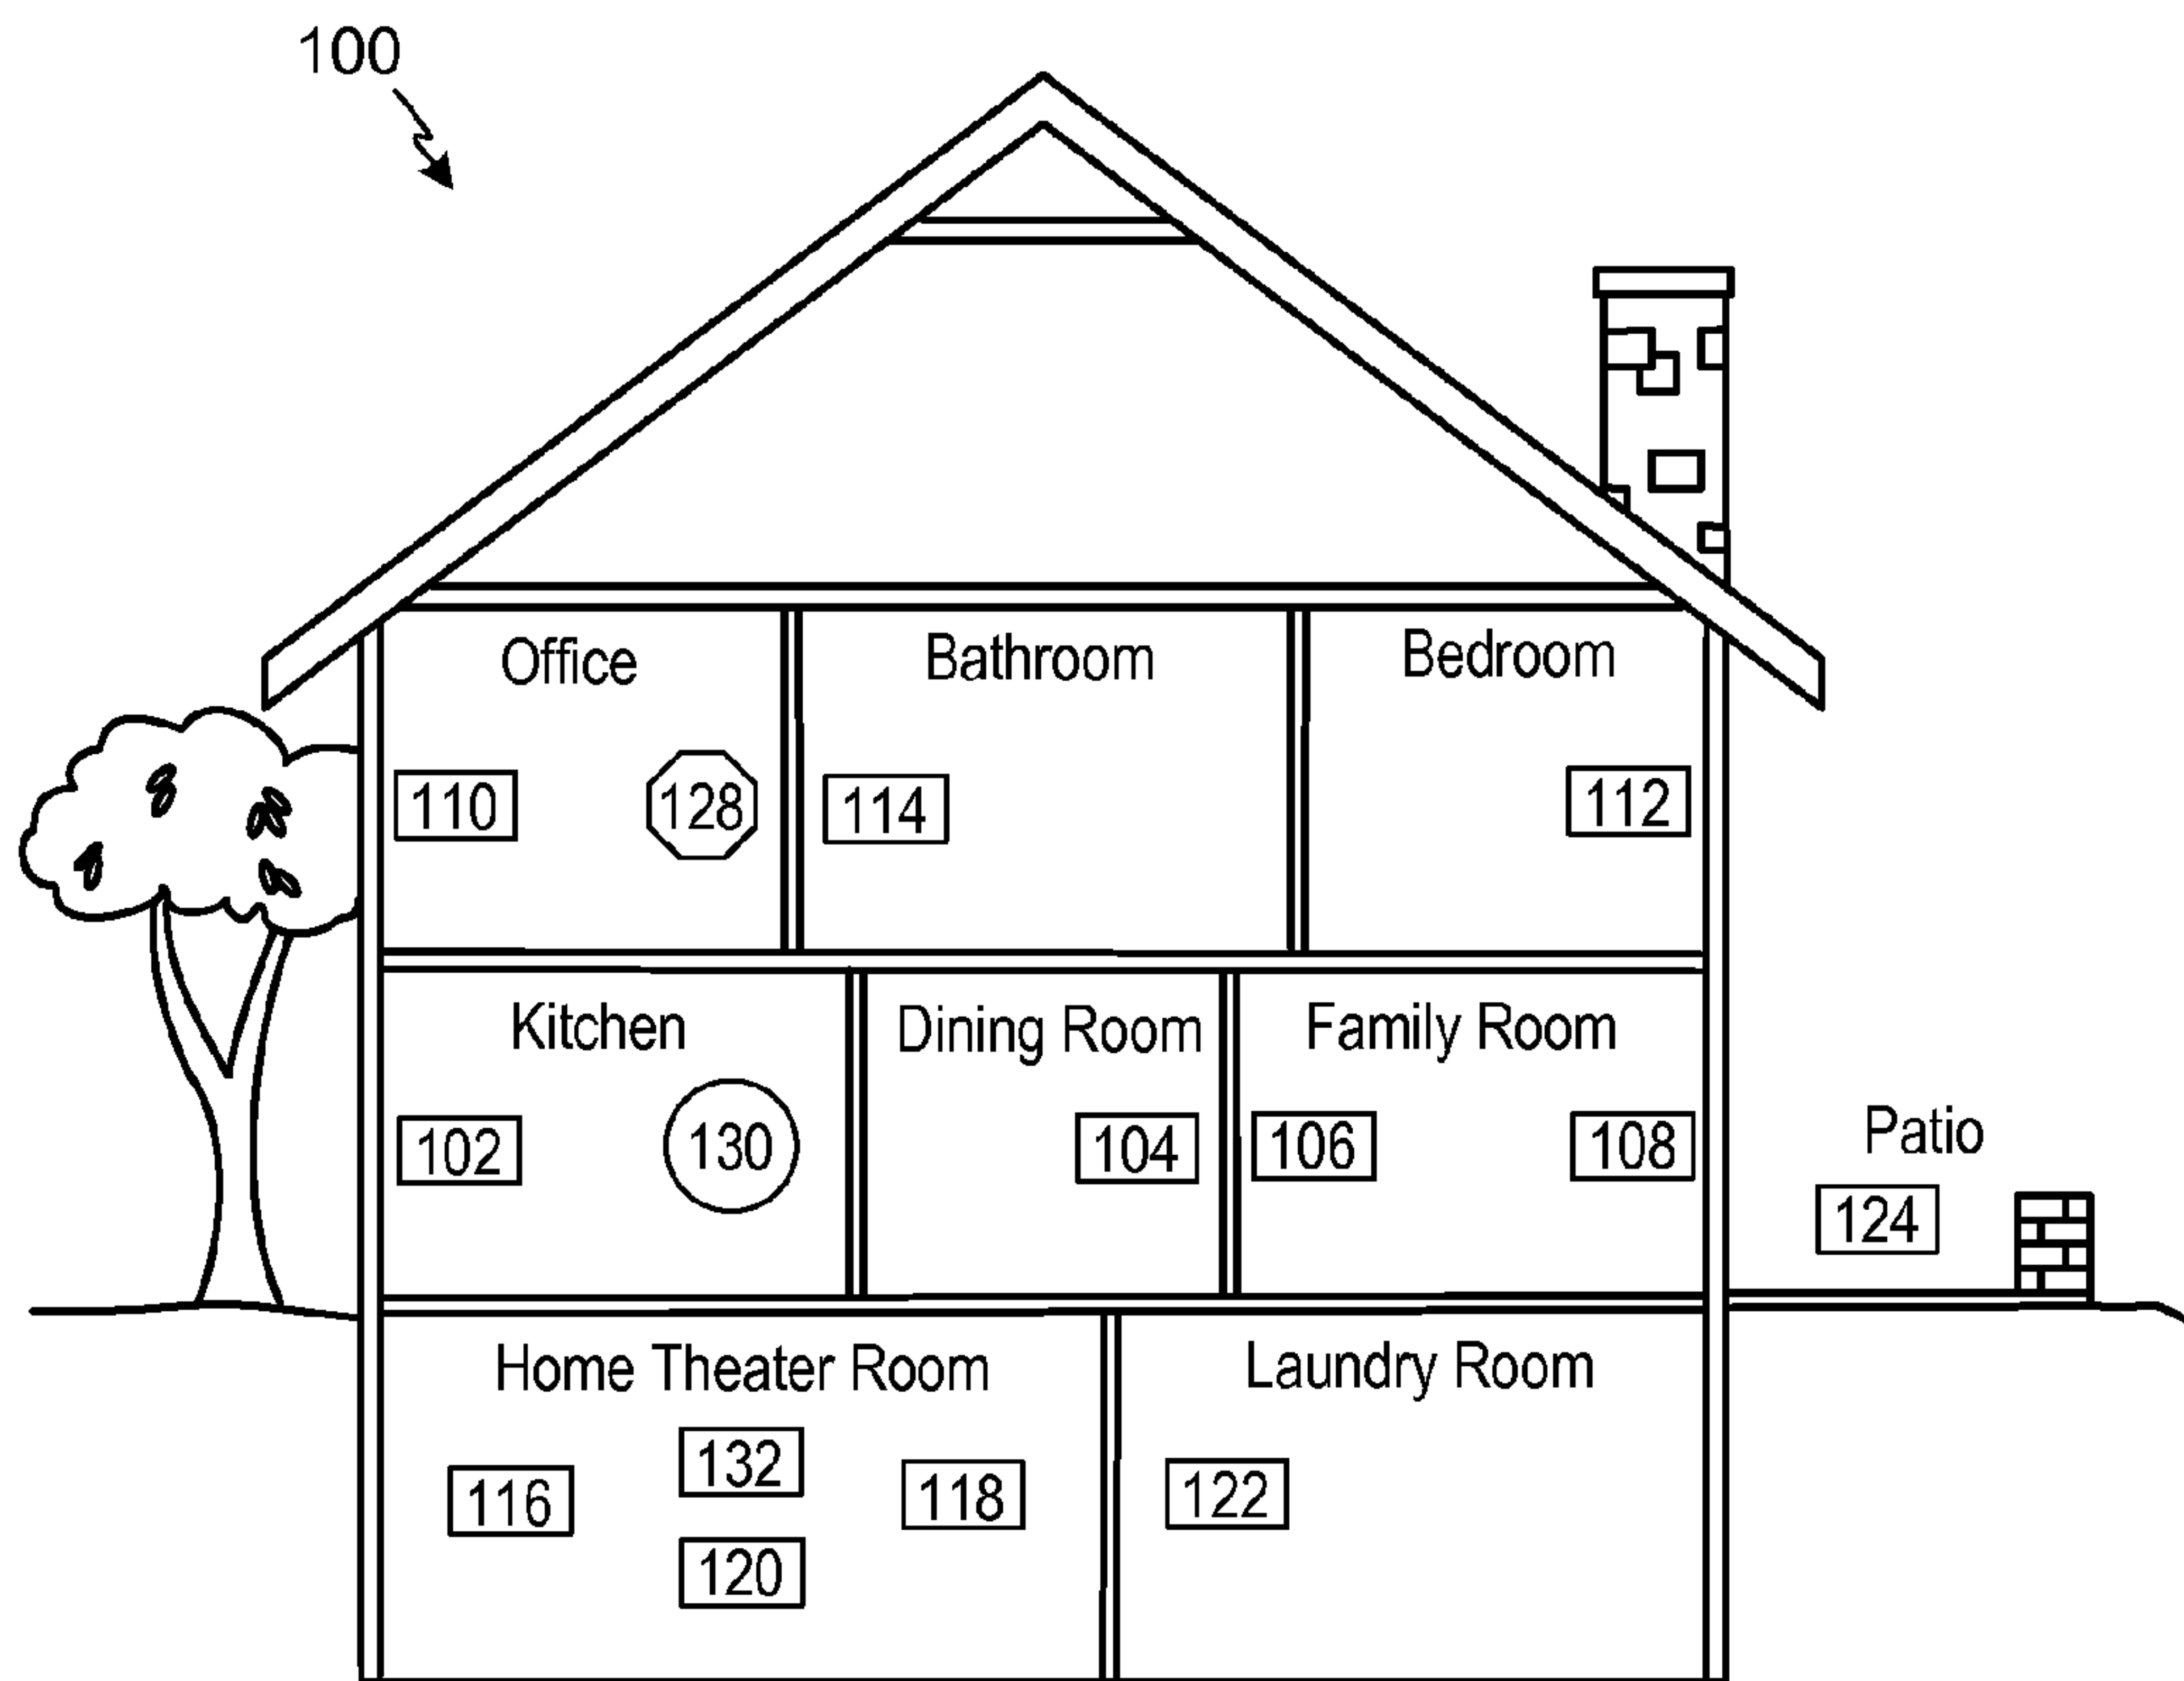 100
Office
Bathroom
Bedroom
110
128
114
112
Kitchen
Dining Room
Family Room
102
130
104
106
108
Patio
124
Home Theater Room
Laundry Room
116
132
118
120
122